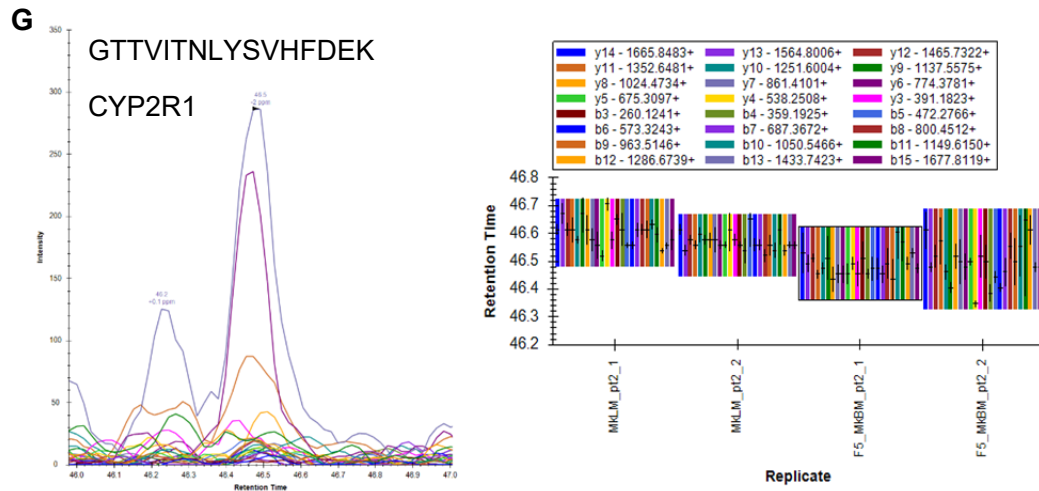 G
GTTVITNLYSVHFDEK
CYP2R1
46.5
-2 ppm
46.2
+0.1 ppm
Intensity
300
250
200
150
100
50
0
46.0 46.1 46.2 46.3 46.4 46.5 46.6 46.7 46.8 46.9 47.0
Retention Time
y14 - 1665.8483+ y13 - 1564.8006+ y12 - 1465.7322+
y11 - 1352.6481+ y10 - 1251.6004+ y9 - 1137.5575+
y8 - 1024.4734+ y7 - 861.4101+ y6 - 774.3781+
y5 - 675.3097+ y4 - 538.2508+ y3 - 391.1823+
b3 - 260.1241+ b4 - 359.1925+ b5 - 472.2766+
b6 - 573.3243+ b7 - 687.3672+ b8 - 800.4512+
b9 - 963.5146+ b10 - 1050.5466+ b11 - 1149.6150+
b12 - 1286.6739+ b13 - 1433.7423+ b15 - 1677.8119+
Retention Time
46.8
46.7
46.6
46.5
46.4
46.3
46.2
MkLM_pt2_1
MkLM_pt2_2
F5_MkBM_pt2_1
F5_MkBM_pt2_2
Replicate